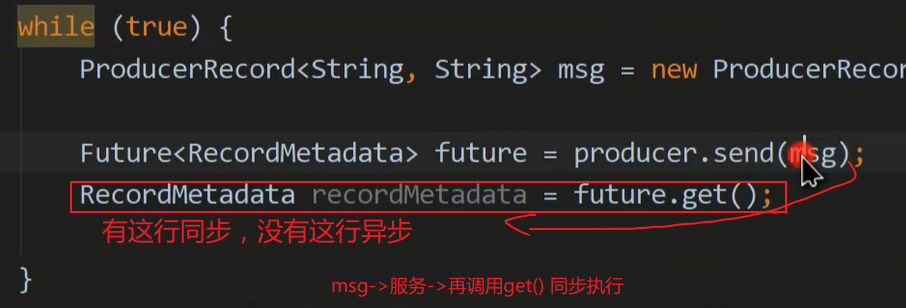 while (true) {
ProducerRecord<String, String> msg = new ProducerRecor
Future<RecordMetadata> future = producer.send(msg);
RecordMetadata recordMetadata = future.get();
有这行同步，没有这行异步
}
msg->服务->再调用get() 同步执行